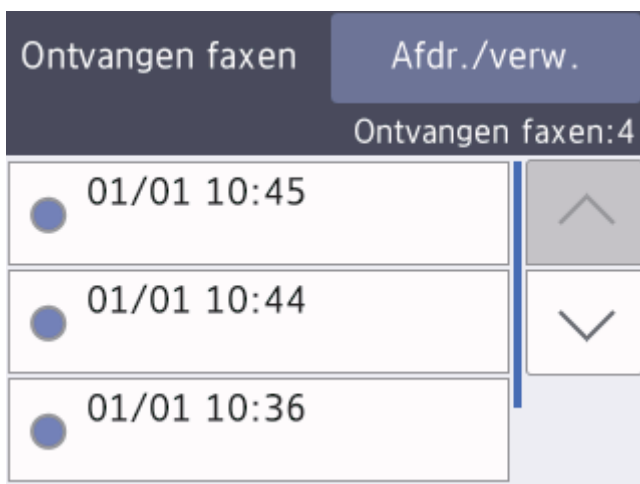 Ontvangen faxen
Afdr./verw.
Ontvangen faxen:4
01/01 10:45
01/01 10:44
01/01 10:36